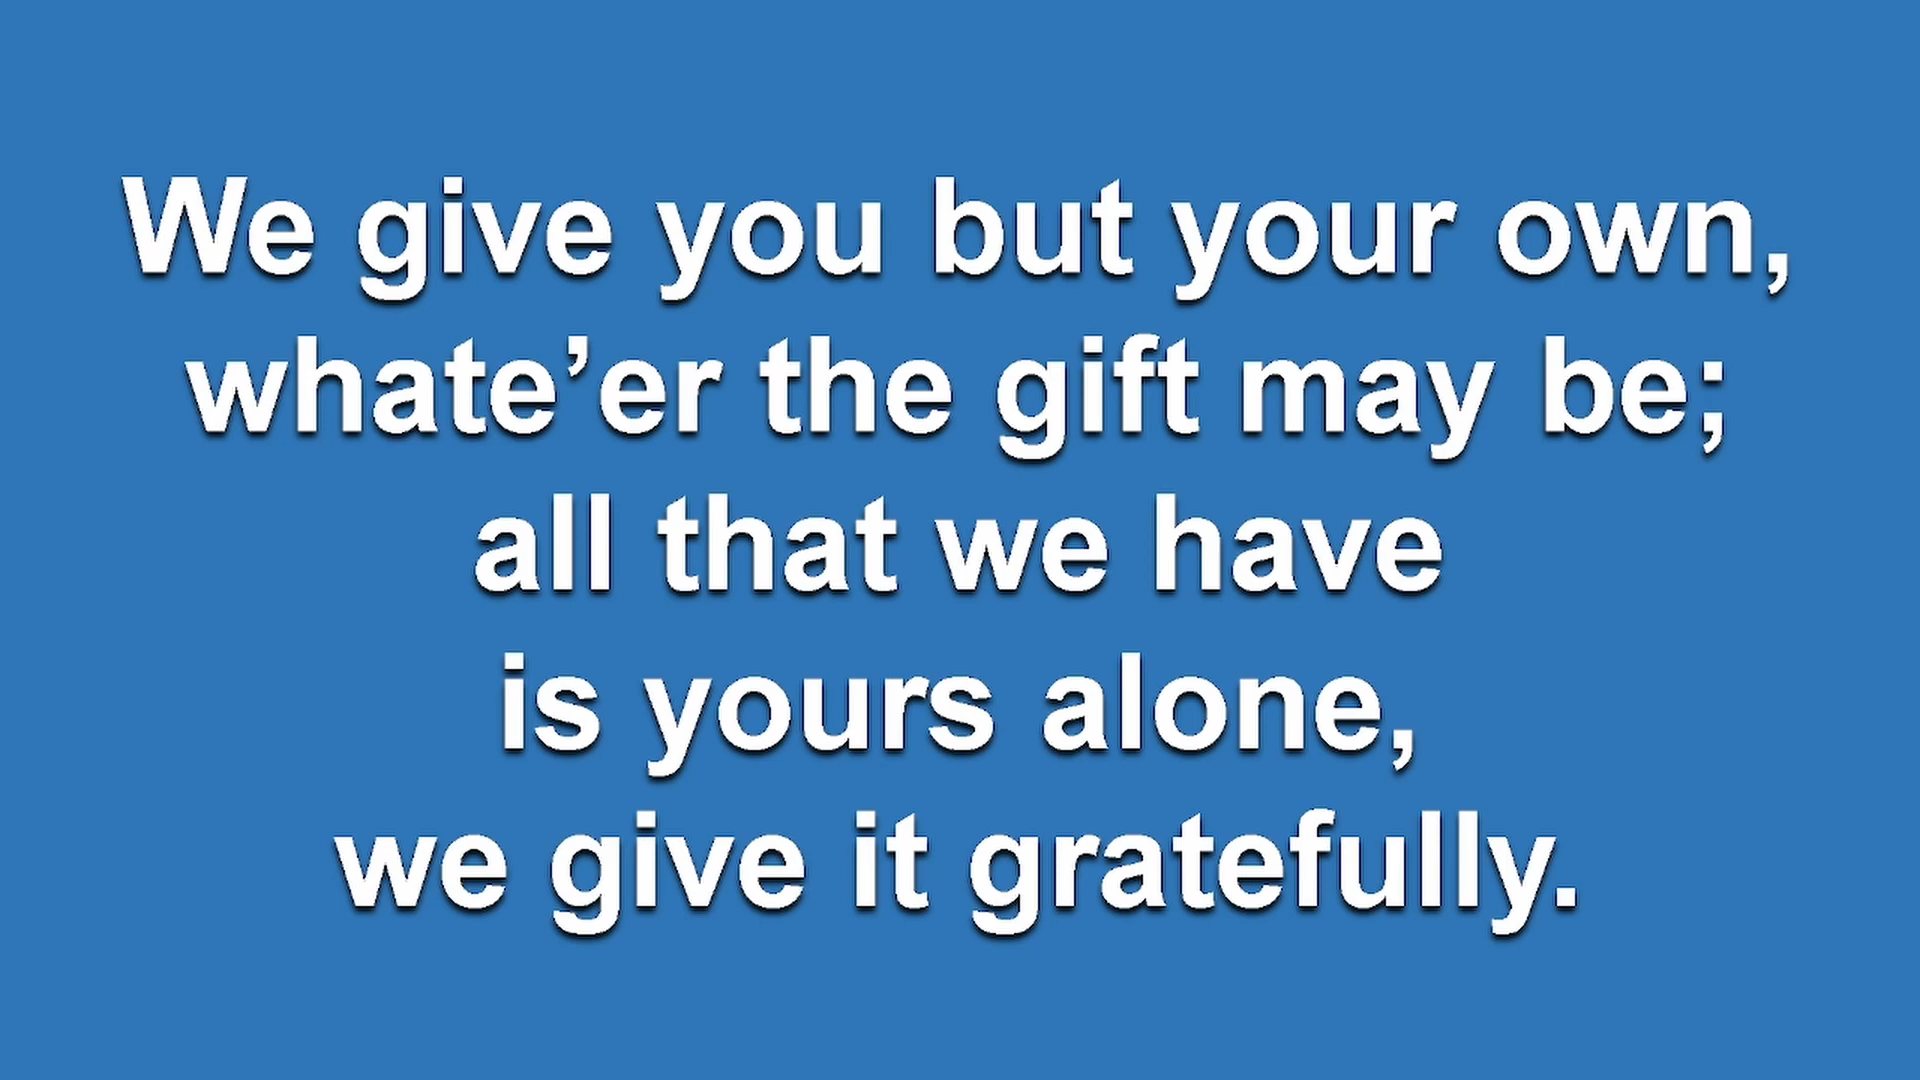 We give you but your own,
whate’er the gift may be;
all that we have
is yours alone,
we give it gratefully.